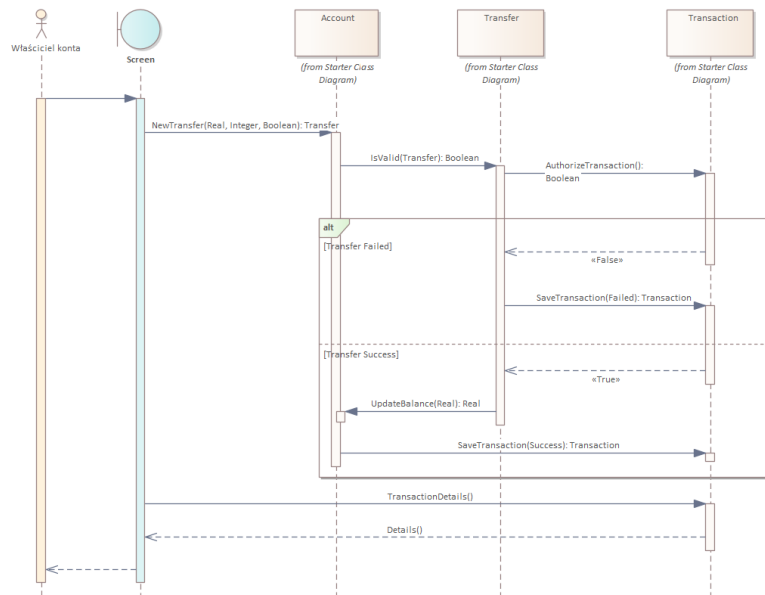 Account
Transfer
Transaction
Właściciel konta
Screen
(from Starter Class
Diagram)
(from Starter Class
Diagram)
(from Starter Class
Diagram)
NewTransfer(Real, Integer, Boolean): Transfer
IsValid(Transfer): Boolean
AuthorizeTransaction():
Boolean
alt
[Transfer Failed]
«False»
SaveTransaction(Failed): Transaction
[Transfer Success]
«True»
UpdateBalance(Real): Real
SaveTransaction(Success): Transaction
TransactionDetails()
Details()